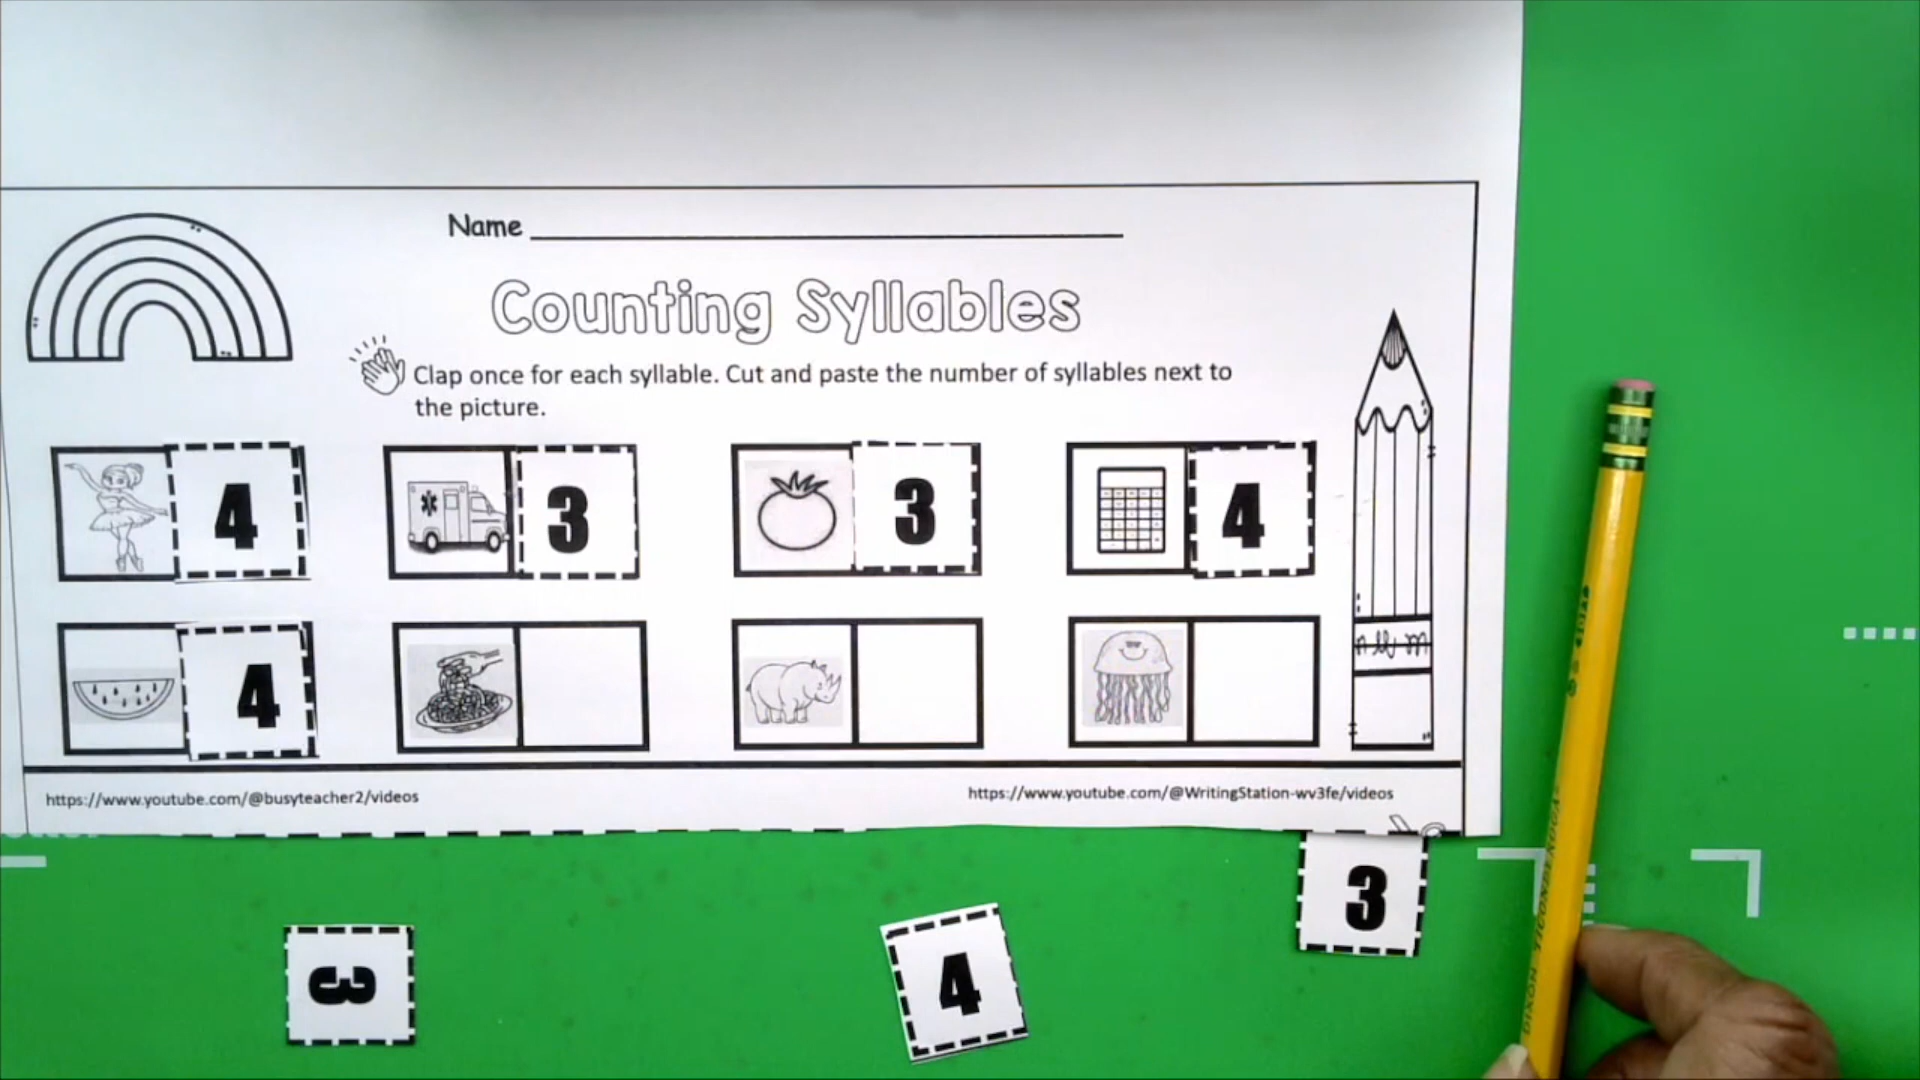 Name
Counting Syllables
Clap once for each syllable. Cut and paste the number of syllables next to
the picture.
4 3 3 4
4
https://www.youtube.com/@busyteacher2/videos
https://www.youtube.com/@WritingStation-wv3fe/videos
3
4
3